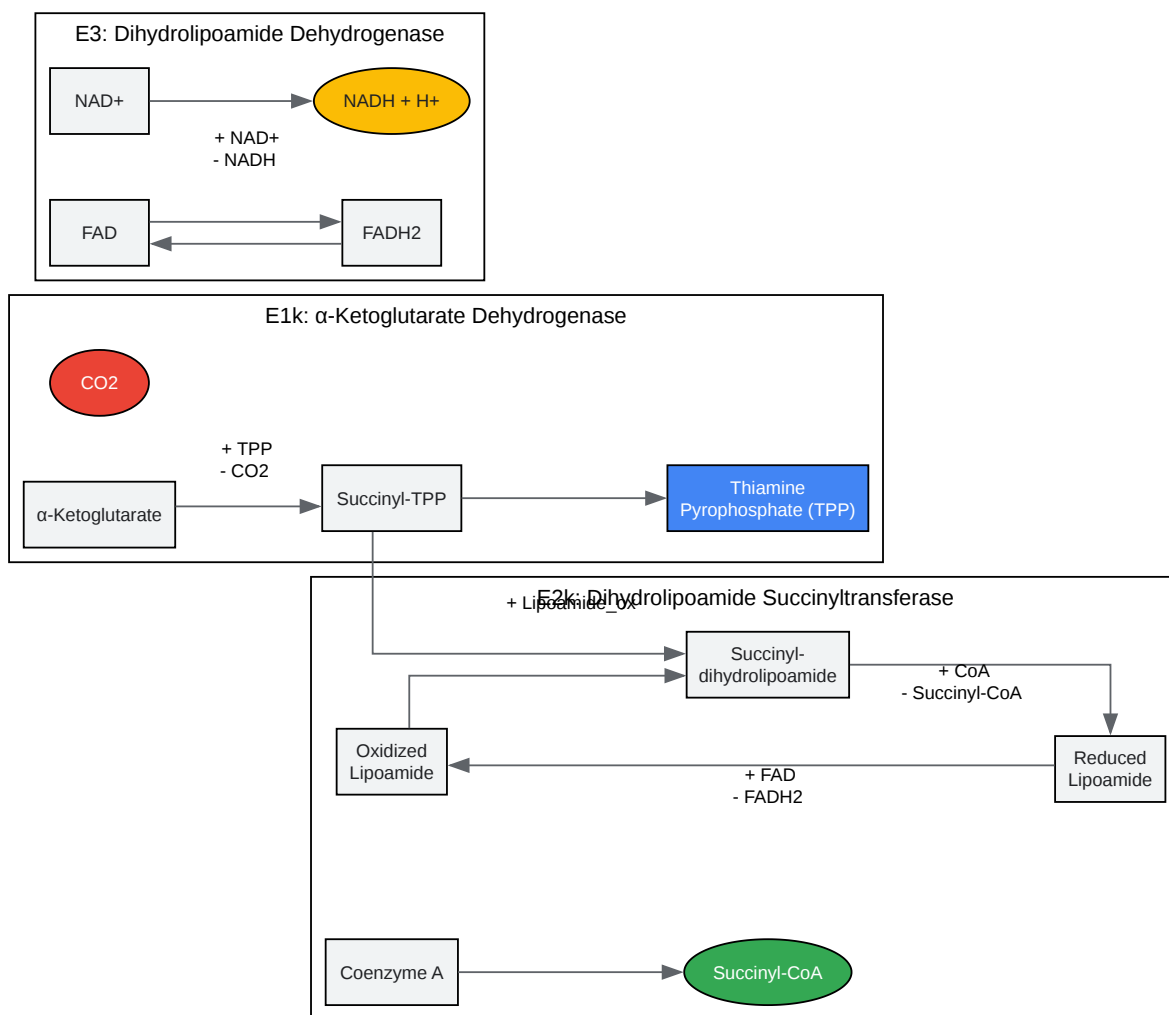 E3: Dihydrolipoamide Dehydrogenase
NAD+
NADH + H+
+ NAD+
- NADH
FAD
FADH2
E1k: α-Ketoglutarate Dehydrogenase
CO2
+ TPP
- CO2
α-Ketoglutarate
Succinyl-TPP
Thiamine
Pyrophosphate (TPP)
E2k: Dihydrolipoamide Succinyltransferase
+ Lipoamide_ox
Succinyl-
dihydrolipoamide
+ CoA
- Succinyl-CoA
Oxidized
Lipoamide
+ FAD
- FADH2
Reduced
Lipoamide
Coenzyme A
Succinyl-CoA